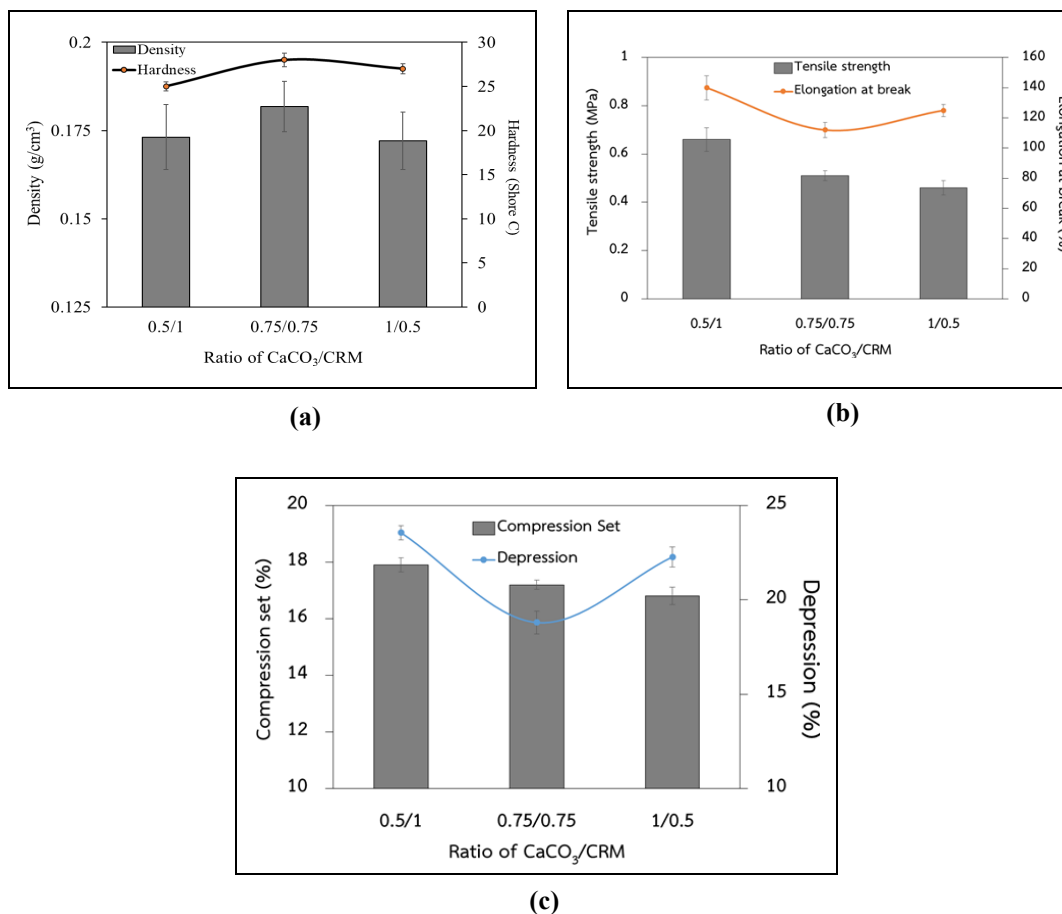 0.2
0.175
0.15
0.125
Density (g/cm³)
Density
Hardness
30
25
20
15
10
5
0
Hardness (Shore C)
0.5/1 0.75/0.75 1/0.5
Ratio of CaCO₃/CRM
(a)
1
0.8
0.6
0.4
0.2
0
Tensile strength (MPa)
Tensile strength
Elongation at break
160
140
120
100
80
60
40
20
0
Elongation at break (%)
0.5/1 0.75/0.75 1/0.5
Ratio of CaCO₃/CRM
(b)
20
18
16
14
12
10
Compression set (%)
Compression Set
Depression
25
20
15
10
Depression (%)
0.5/1 0.75/0.75 1/0.5
Ratio of CaCO₃/CRM
(c)